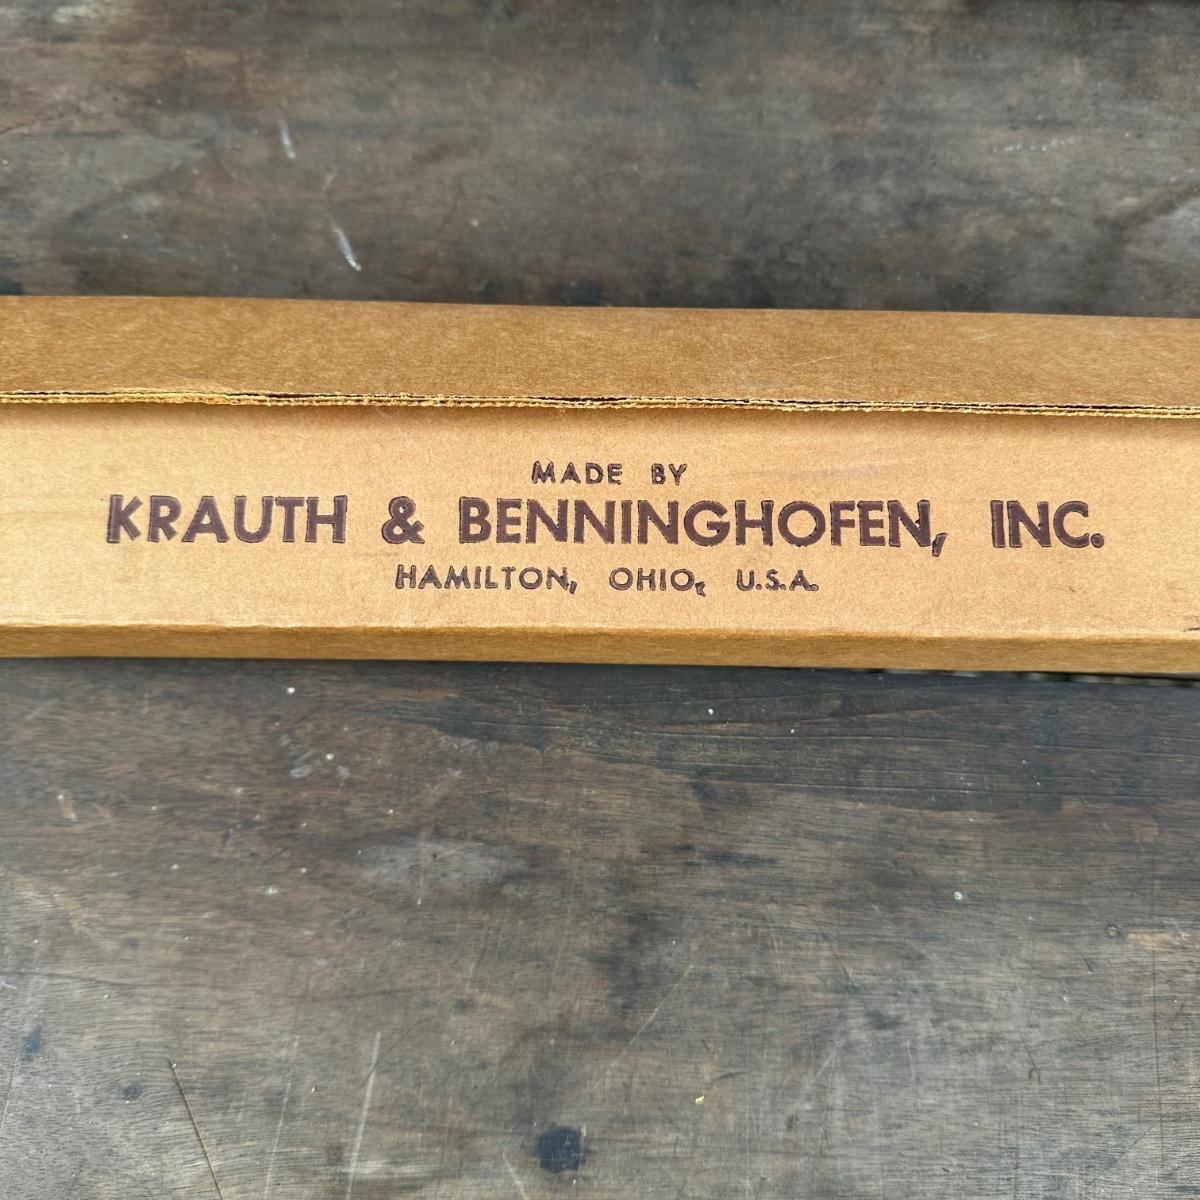 MADE BY
KRAUTH & BENNINGHOFEN, INC.
HAMILTON, OHIO, U.S.A.